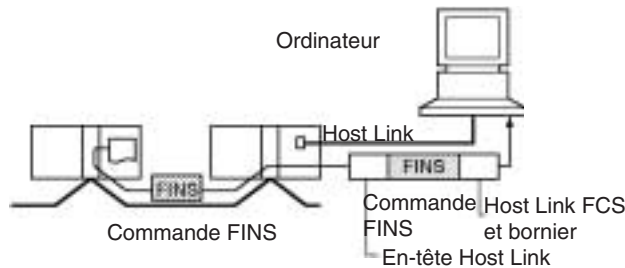 Ordinateur
Host Link
FINS
FINS
Commande FINS
Commande
FINS
Host Link FCS
et bornier
En-tête Host Link